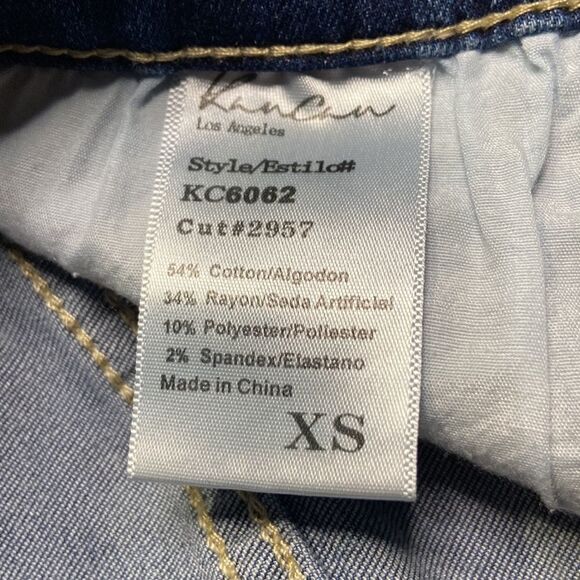 KanCan
Los Angeles
Style/Estilo#
KC6062
Cut#2957
54% Cotton/Algodon
34% Rayon/Seda Artificial
10% Polyester/Poliester
2% Spandex/Elastano
Made in China
XS